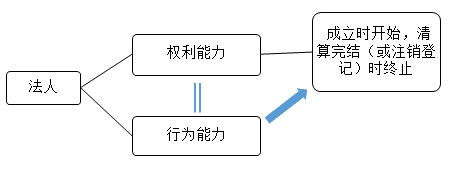 成立时开始，清
算完结（或注销登
记）时终止
权利能力
法人
行为能力